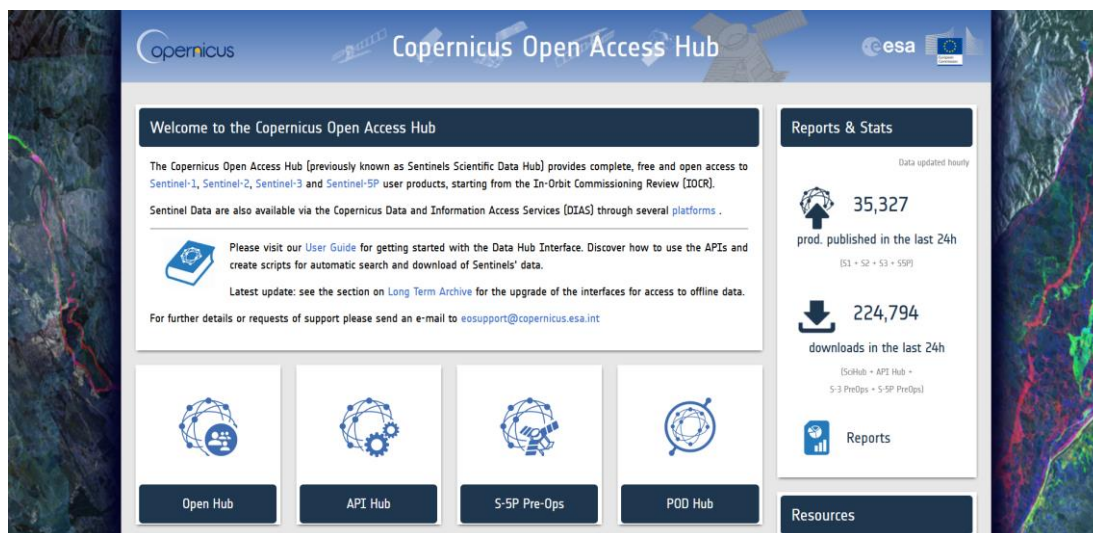 opernicus
Copernicus Open Access Hub
esa
Welcome to the Copernicus Open Access Hub
The Copernicus Open Access Hub (previously known as Sentinels Scientific Data Hub) provides complete, free and open access to
Sentinel-1, Sentinel-2, Sentinel-3 and Sentinel-5P user products, starting from the In-Orbit Commissioning Review (IOCR).
Sentinel Data are also available via the Copernicus Data and Information Access Services (DIAS) through several platforms .
Please visit our User Guide for getting started with the Data Hub Interface. Discover how to use the APIs and
create scripts for automatic search and download of Sentinels' data.
Latest update: see the section on Long Term Archive for the upgrade of the interfaces for access to offline data.
For further details or requests of support please send an e-mail to eosupport@copernicus.esa.int
Open Hub
API Hub
S-5P Pre-Ops
POD Hub
Reports & Stats
Data updated hourly
35,327
prod. published in the last 24h
(S1 + S2 + S3 + S5P)
224,794
downloads in the last 24h
(SciHub + API Hub +
S-3 PreOps + S-5P PreOps)
Reports
Resources